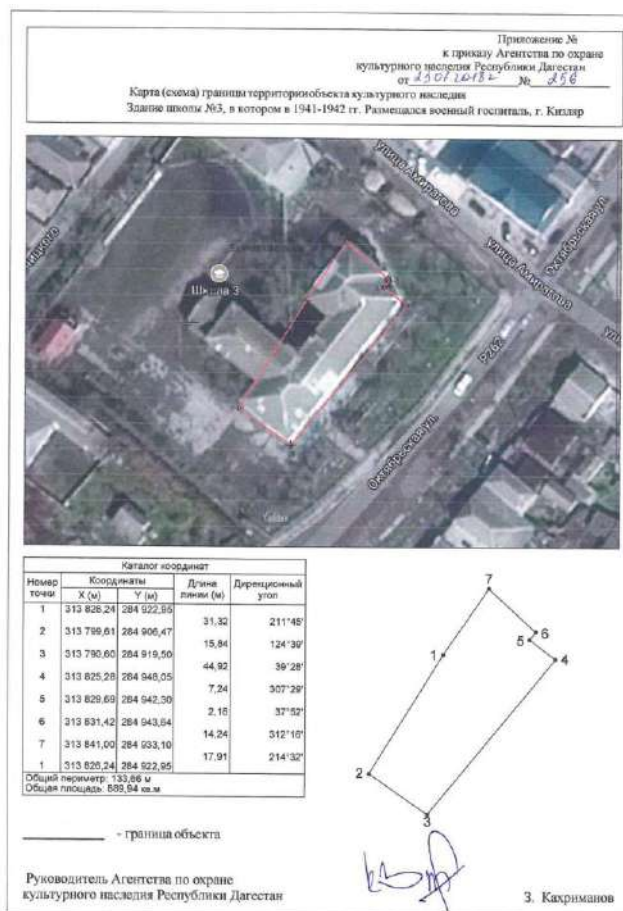 Приложение №
к приказу Агентства по охране
культурного наследия Республики Дагестан
от № 256
Карта (схема) границы территории объекта культурного наследия
Здание школы №3, в котором в 1941-1942 гг. Размещался военный госпиталь, г. Кизляр
улица Амирагова
улица Амирагова
Октябрьская ул.
Школа 3
Р262
Октябрьская ул.
Каталог координат
Номер точки Координаты Длина линии (м) Дирекционный угол
X (м) Y (м)
1 313 826,24 284 922,95
31,32 211°45'
2 313 799,61 284 906,47
15,84 124°39'
3 313 790,60 284 919,50
44,92 39°28'
4 313 825,28 284 948,05
7,24 307°29'
5 313 829,69 284 942,30
2,18 37°52'
6 313 831,42 284 943,64
14,24 312°16'
7 313 841,00 284 933,10
17,91 214°32'
1 313 826,24 284 922,95
Общий периметр: 133,66 м
Общая площадь: 889,94 кв.м
7
6
5
1
4
2
3
- граница объекта
Руководитель Агентства по охране
культурного наследия Республики Дагестан
З. Кахриманов